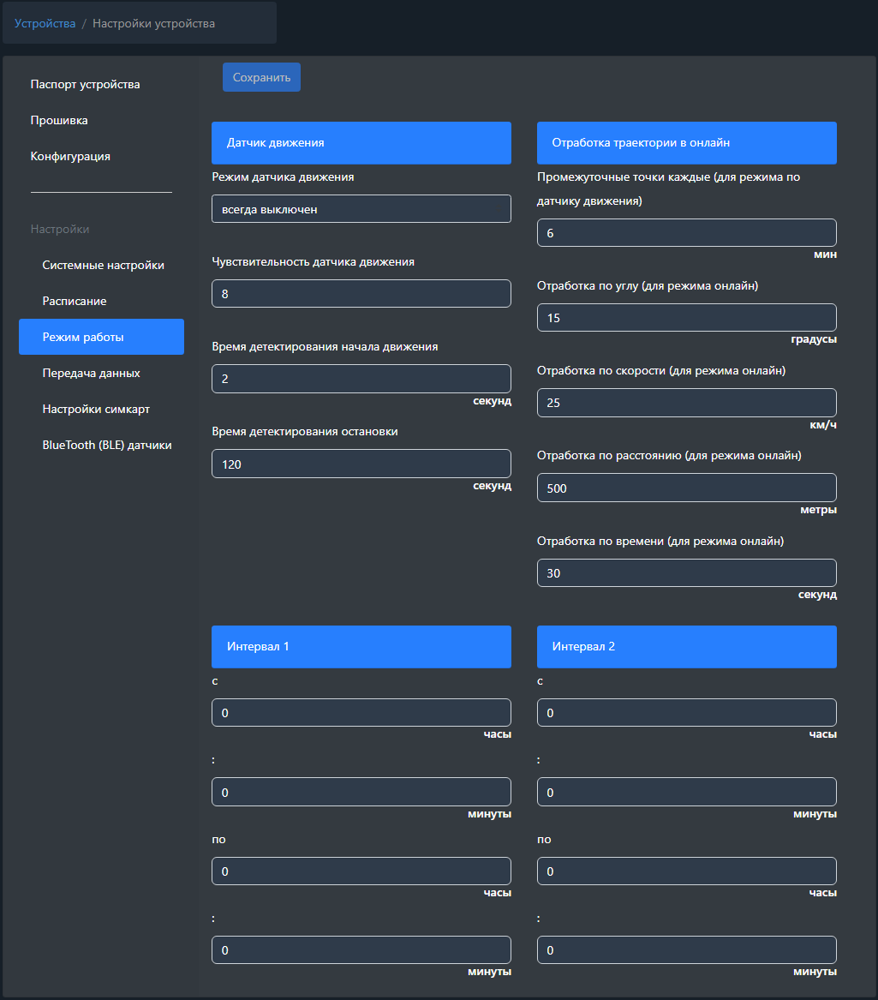 Устройства / Настройки устройства
Паспорт устройства
Прошивка
Конфигурация
Настройки
Системные настройки
Расписание
Режим работы
Передача данных
Настройки симкарт
BlueTooth (BLE) датчики
Сохранить
Датчик движения
Режим датчика движения
всегда выключен
Чувствительность датчика движения
8
Время детектирования начала движения
2
секунд
Время детектирования остановки
120
секунд
Отработка траектории в онлайн
Промежуточные точки каждые (для режима по
датчику движения)
6
мин
Отработка по углу (для режима онлайн)
15
градусы
Отработка по скорости (для режима онлайн)
25
км/ч
Отработка по расстоянию (для режима онлайн)
500
метры
Отработка по времени (для режима онлайн)
30
секунд
Интервал 1
с
0
часы
:
0
минуты
по
0
часы
:
0
минуты
Интервал 2
с
0
часы
:
0
минуты
по
0
часы
:
0
минуты